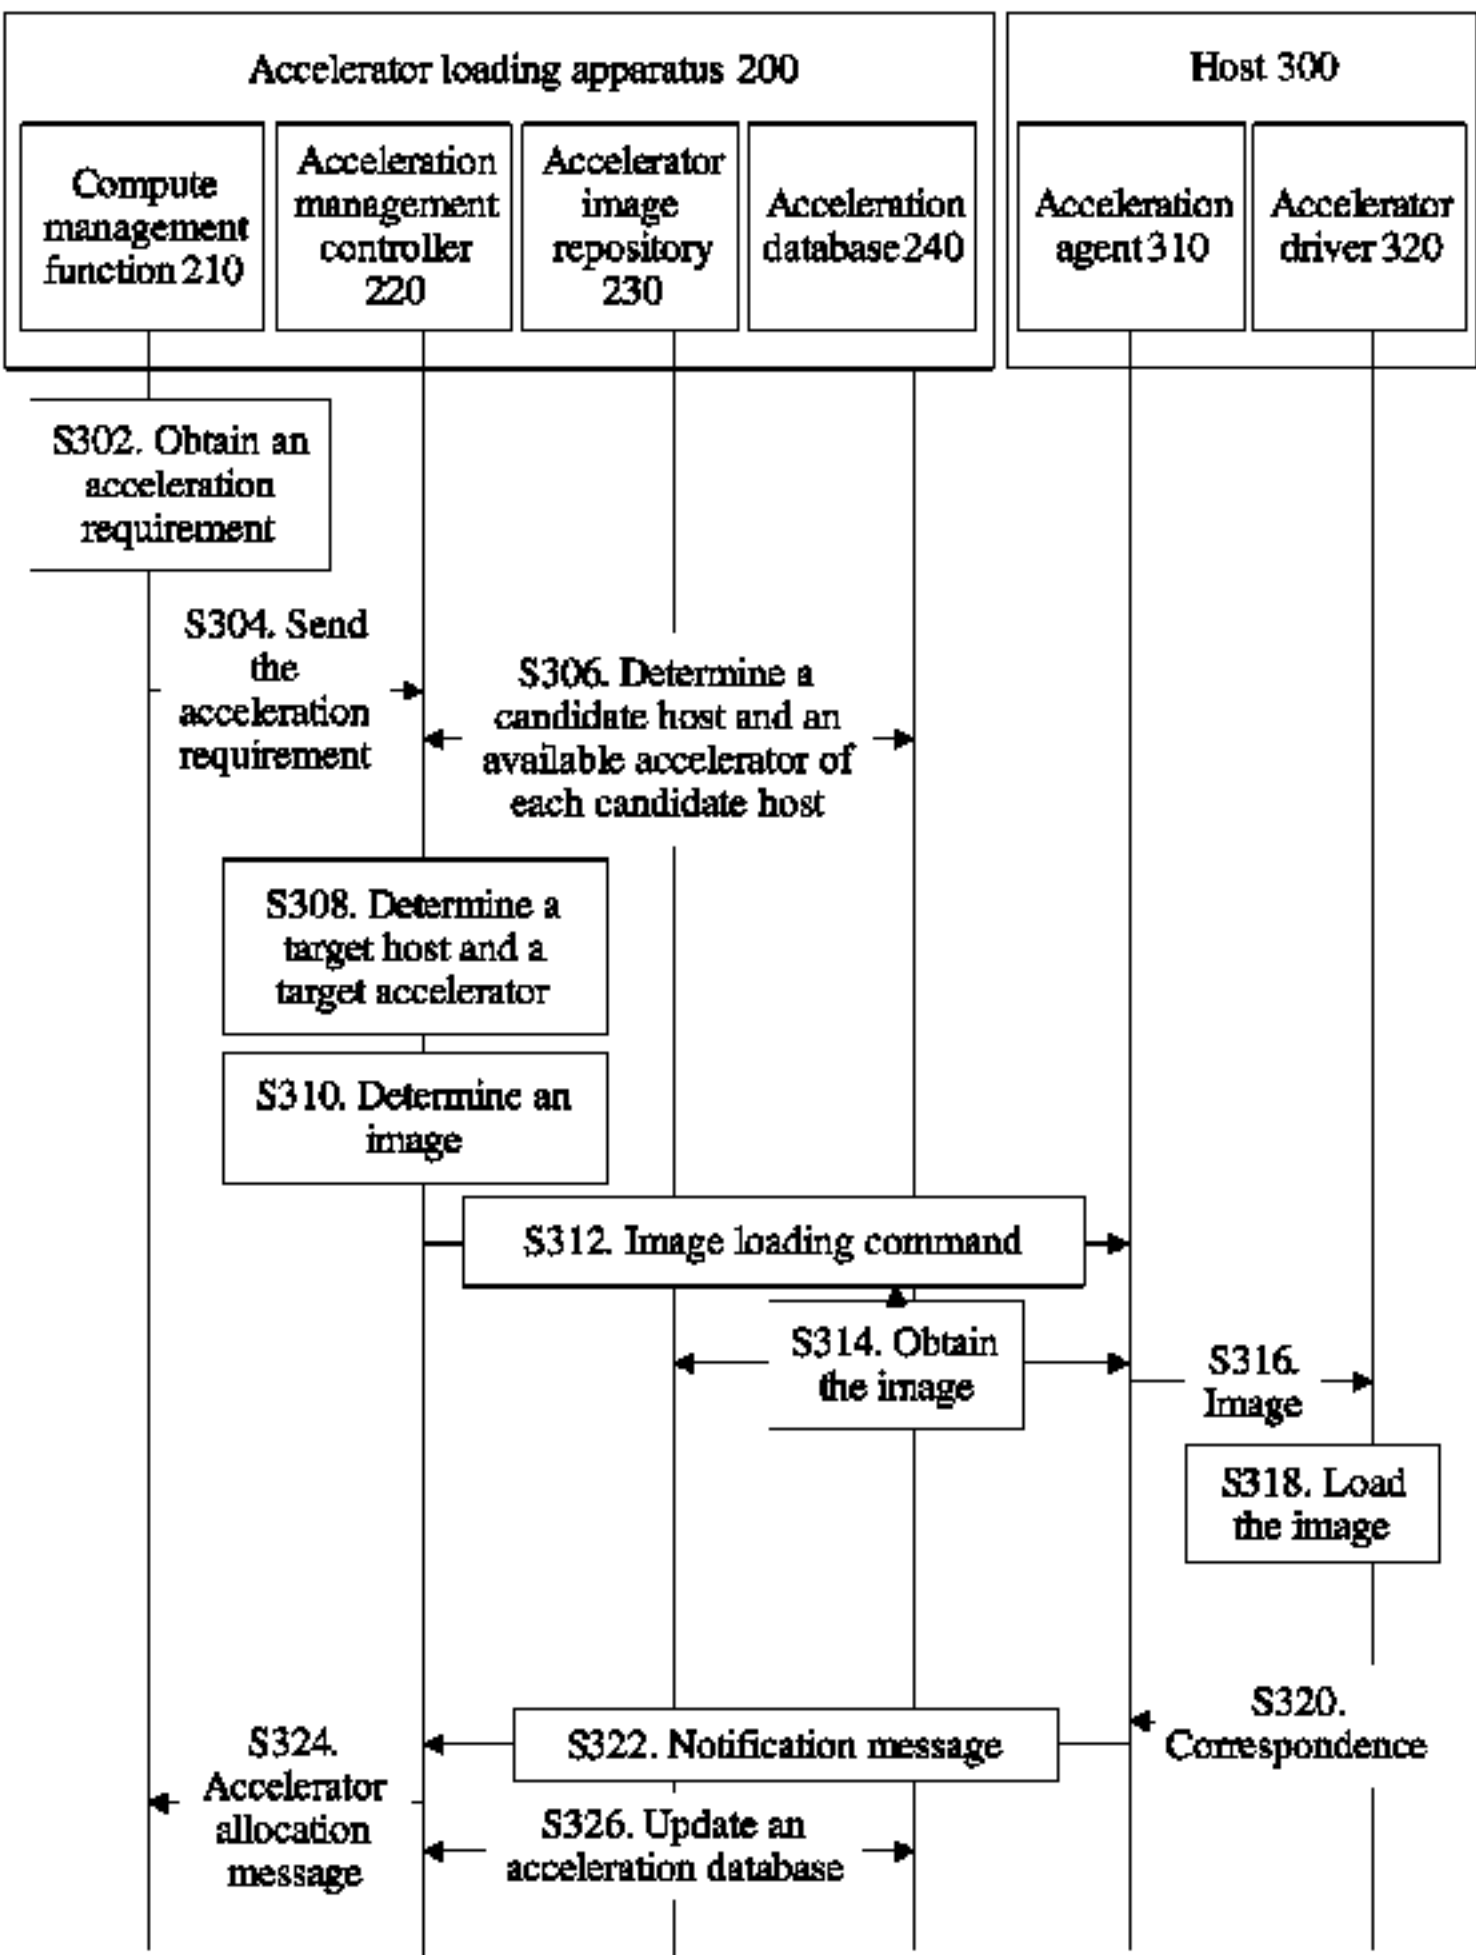 Accelerator loading apparatus 200
Host 300
Compute
management
function 210
Acceleration
management
controller
220
Accelerator
image
repository
230
Acceleration
database 240
Acceleration
agent 310
Accelerator
driver 320
S302. Obtain an
acceleration
requirement
S304. Send
the
acceleration
requirement
S306. Determine a
candidate host and an
available accelerator of
each candidate host
S308. Determine a
target host and a
target accelerator
S310. Determine an
image
S312. Image loading command
S314. Obtain
the image
S316.
Image
S318. Load
the image
S320.
Correspondence
S322. Notification message
S324.
Accelerator
allocation
message
S326. Update an
acceleration database